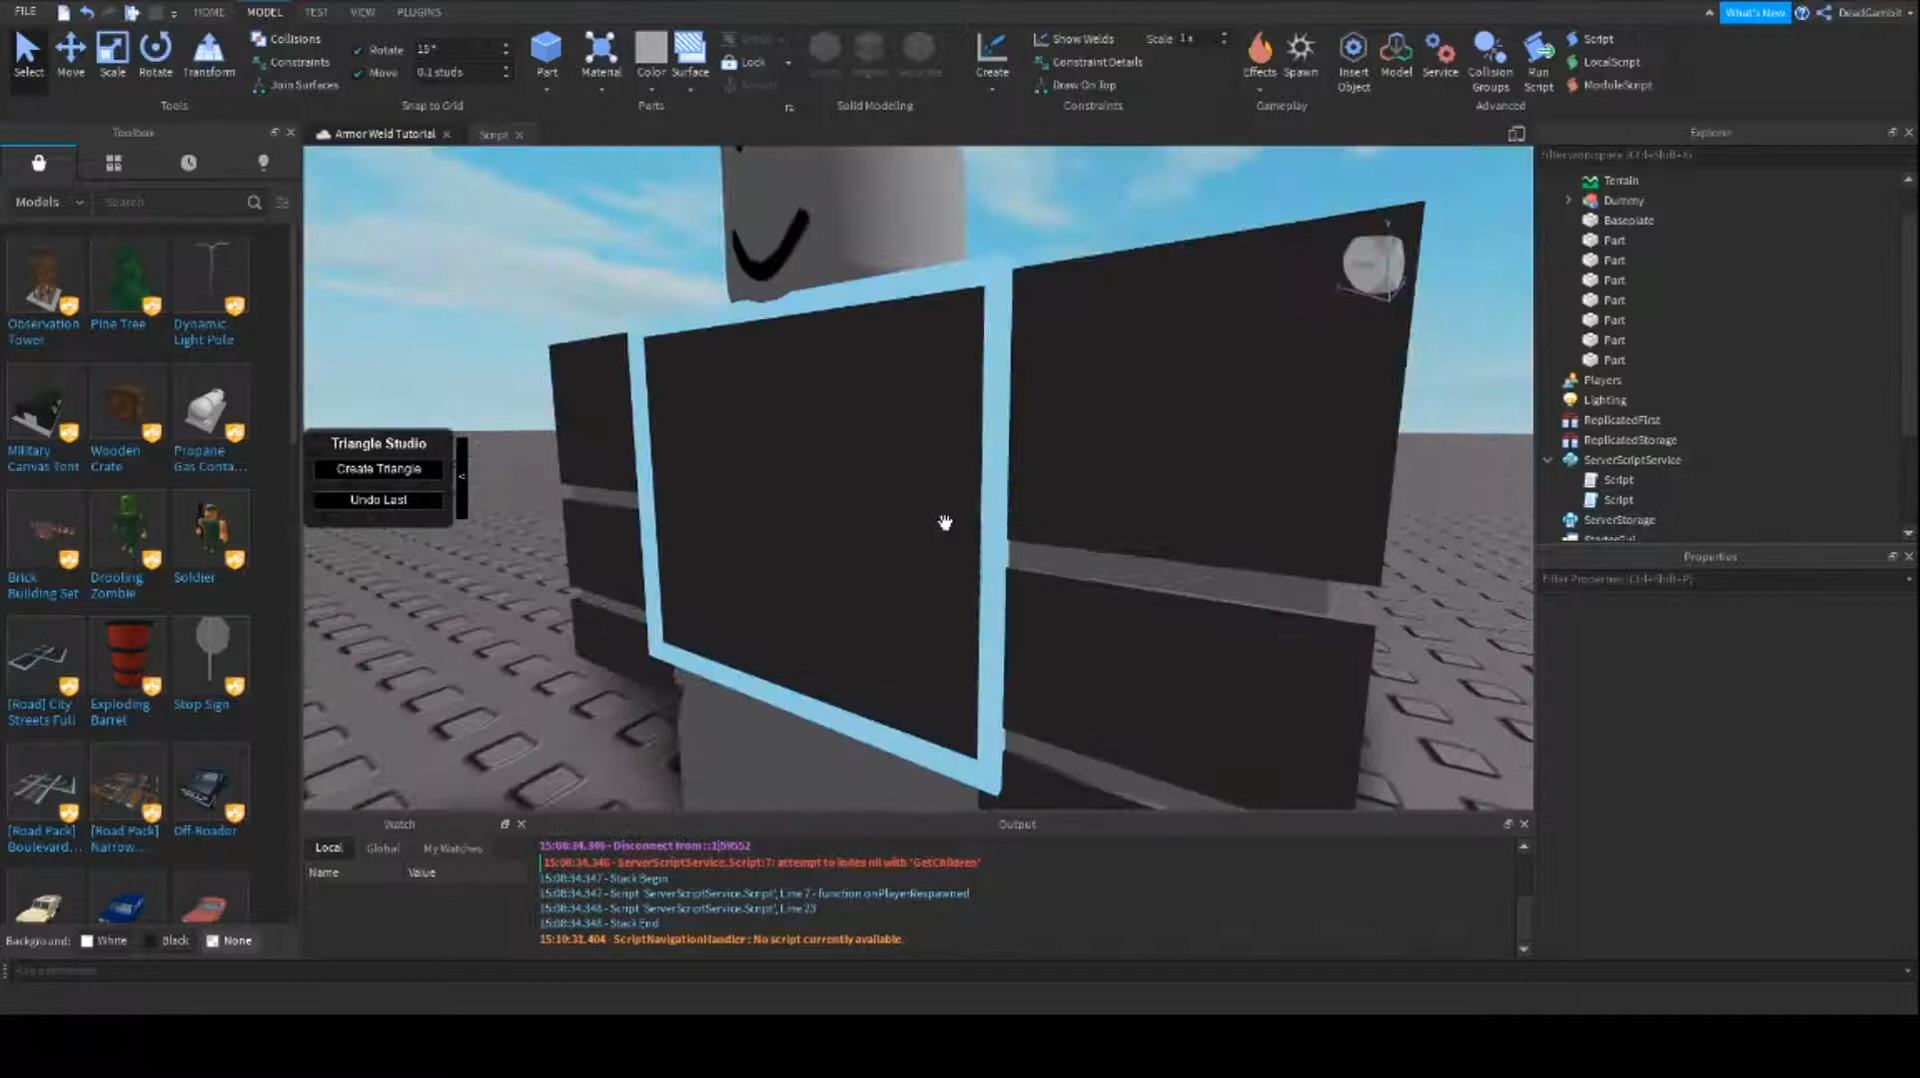 FILE
HOME
MODEL
TEST
VIEW
PLUGINS
What's New
DeadGambit
Select
Move
Scale
Rotate
Transform
Collisions
Constraints
Join Surfaces
Tools
Rotate
15°
Move
0.1 studs
Snap to Grid
Part
Material
Color
Surface
Lock
Parts
Solid Modeling
Create
Show Welds
Scale 1x
Constraint Details
Draw On Top
Constraints
Effects
Spawn
Gameplay
Insert Object
Model
Service
Collision Groups
Run Script
Script
LocalScript
ModuleScript
Advanced
Toolbox
Armor Weld Tutorial
Script
Explorer
Filter workspace (Ctrl+Shift+X)
Models
Search
Observation Tower
Pine Tree
Dynamic Light Pole
Military Canvas Tent
Wooden Crate
Propane Gas Conta...
Brick Building Set
Drooling Zombie
Soldier
[Road] City Streets Full
Exploding Barrel
Stop Sign
[Road Pack] Boulevard...
[Road Pack] Narrow...
Off-Roader
Background:
White
Black
None
Triangle Studio
Create Triangle
Undo Last
Terrain
Dummy
Baseplate
Part
Part
Part
Part
Part
Part
Part
Players
Lighting
ReplicatedFirst
ReplicatedStorage
ServerScriptService
Script
Script
ServerStorage
StarterGui
Properties
Filter Properties (Ctrl+Shift+P)
Watch
Local
Global
My Watches
Name
Value
Output
15:08:34.346 - Disconnect from ::1|59552
15:08:34.346 - ServerScriptService.Script:7: attempt to index nil with 'GetChildren'
15:08:34.347 - Stack Begin
15:08:34.347 - Script 'ServerScriptService.Script', Line 7 - function onPlayerRespawned
15:08:34.348 - Script 'ServerScriptService.Script', Line 23
15:08:34.348 - Stack End
15:10:31.404 - ScriptNavigationHandler : No script currently available.
Run a command